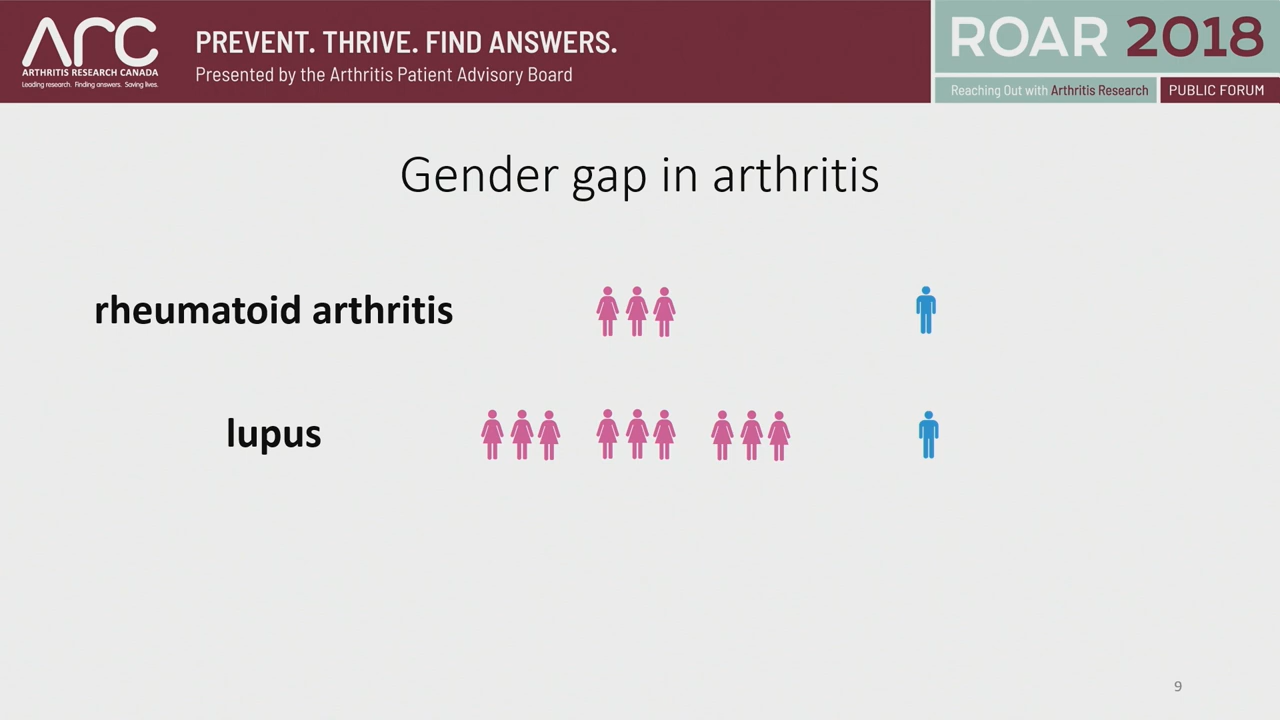 ARC
ARTHRITIS RESEARCH CANADA
Leading research. Finding answers. Saving lives.
PREVENT. THRIVE. FIND ANSWERS.
Presented by the Arthritis Patient Advisory Board
ROAR 2018
Reaching Out with Arthritis Research
PUBLIC FORUM
Gender gap in arthritis
rheumatoid arthritis
lupus
9